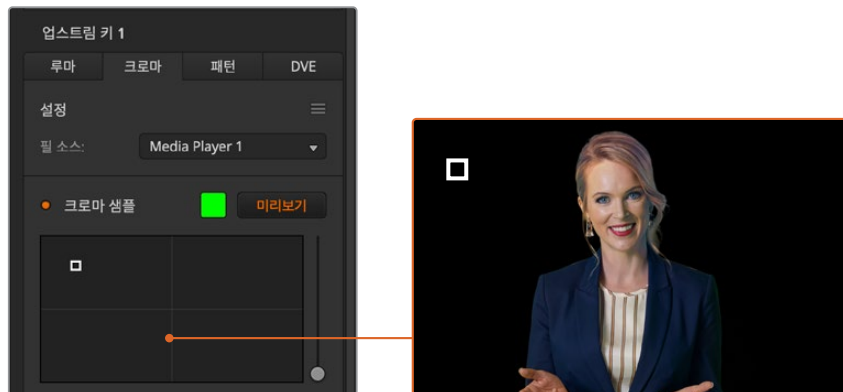 업스트림 키 1
루마 크로마 패턴 DVE
설정
필 소스: Media Player 1
크로마 샘플 미리보기